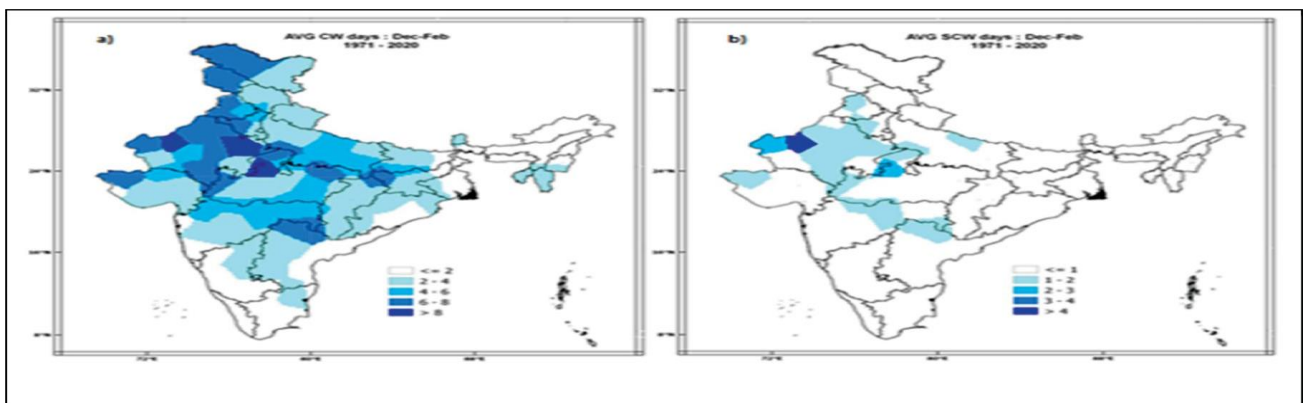 a)
AVG CW days : Dec-Feb
1971 - 2020
<= 2
2 - 4
4 - 6
6 - 8
> 8
b)
AVG SCW days : Dec-Feb
1971 - 2020
<= 1
1 - 2
2 - 3
3 - 4
> 4